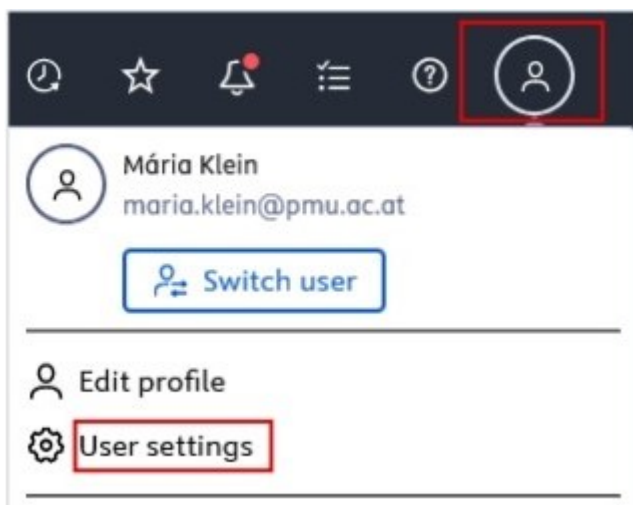 Mária Klein
maria.klein@pmu.ac.at
Switch user
Edit profile
User settings